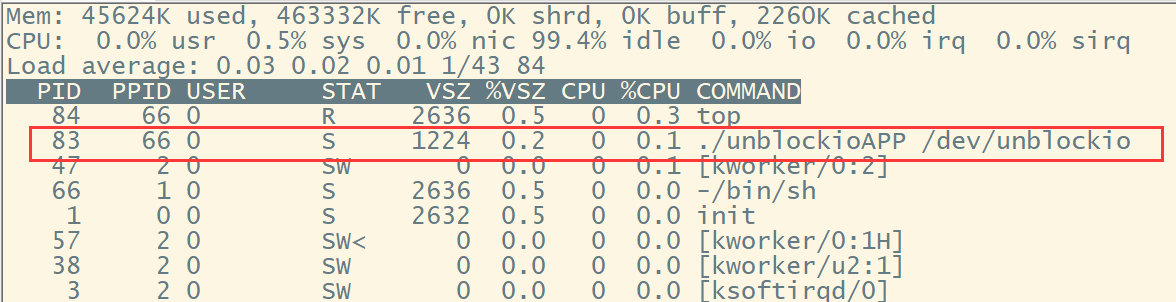 Mem: 45624K used, 463332K free, 0K shrd, 0K buff, 2260K cached
CPU:  0.0% usr  0.5% sys  0.0% nic 99.4% idle  0.0% io  0.0% irq  0.0% sirq
Load average: 0.03 0.02 0.01 1/43 84
  PID  PPID USER     STAT   VSZ %VSZ CPU %CPU COMMAND
   84    66 0        R     2636  0.5   0  0.3 top
   83    66 0        S     1224  0.2   0  0.1 ./unblockioAPP /dev/unblockio
   47     2 0        SW       0  0.0   0  0.1 [kworker/0:2]
   66     1 0        S     2636  0.5   0  0.0 -/bin/sh
    1     0 0        S     2632  0.5   0  0.0 init
   57     2 0        SW<      0  0.0   0  0.0 [kworker/0:1H]
   38     2 0        SW       0  0.0   0  0.0 [kworker/u2:1]
    3     2 0        SW       0  0.0   0  0.0 [ksoftirqd/0]